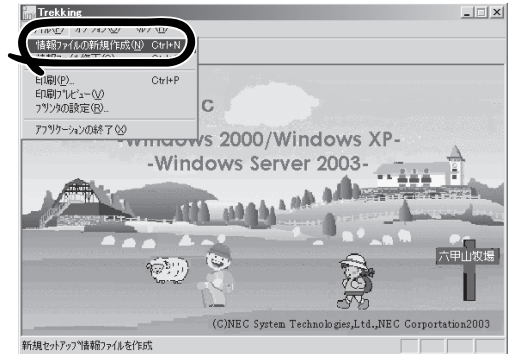 Trekking
情報ファイルの新規作成(N) Ctrl+N
印刷(P)... Ctrl+P
印刷プレビュー(V)
プリンタの設定(R)...
アプリケーションの終了(X)
C
-Windows 2000/Windows XP-
-Windows Server 2003-
六甲山牧場
(C)NEC System Technologies,Ltd.,NEC Corportation2003
新規セットアップ情報ファイルを作成